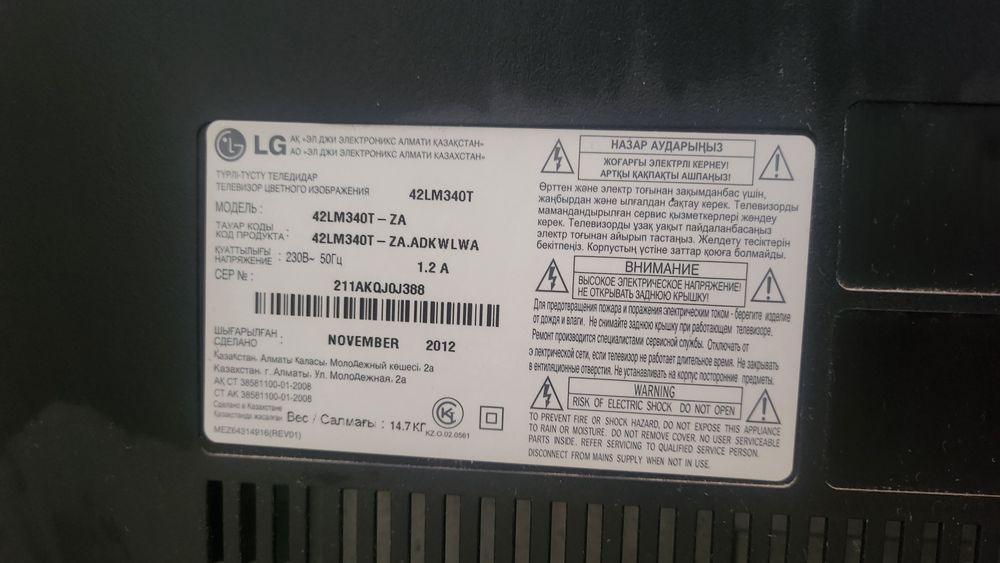 LG АҚ «ЭЛ ДЖИ ЭЛЕКТРОНИКС АЛМАТИ ҚАЗАҚСТАН»
АО «ЭЛ ДЖИ ЭЛЕКТРОНИКС АЛМАТИ КАЗАХСТАН»
ТҮРЛІ-ТҮСТҮ ТЕЛЕДИДАР
ТЕЛЕВИЗОР ЦВЕТНОГО ИЗОБРАЖЕНИЯ 42LM340T
МОДЕЛЬ : 42LM340T-ZA
ТАУАР КОДЫ
КОД ПРОДУКТА : 42LM340T-ZA.ADKWLWA
ҚУАТТЫЛЫҒЫ
НАПРЯЖЕНИЕ : 230В~ 50Гц 1.2 A
СЕР № : 211AKQJ0J388
ШЫҒАРЫЛҒАН
СДЕЛАНО : NOVEMBER 2012
Қазақстан. Алматы Қаласы. Молодежный көшесі. 2а
Казахстан. г. Алматы. Ул. Молодежная. 2а
АҚ СТ 38581100-01-2008
СТ АК 38581100-01-2008
Сделано в Казахстане
Қазақстанда жасалған Вес / Салмағы : 14.7 КГ
KZ.O.02.0561
MEZ64314916(REV01)
НАЗАР АУДАРЫҢЫЗ
ЖОҒАРҒЫ ЭЛЕКТРЛІ КЕРНЕУ!
АРТҚЫ ҚАҚПАҚТЫ АШПАҢЫЗ!
Өрттен және электр тоғынан зақымданбас үшін,
жаңбырдан және ылғалдан сақтау керек. Телевизорды
мамандандырылған сервис қызметкерлері жөндеу
керек. Телевизорды ұзақ уақыт пайдаланбасаңыз
электр тоғынан айырып тастаңыз. Желдету тесіктерін
бекітпеңіз. Корпустың үстіне заттар қоюға болмайды.
ВНИМАНИЕ
ВЫСОКОЕ ЭЛЕКТРИЧЕСКОЕ НАПРЯЖЕНИЕ!
НЕ ОТКРЫВАТЬ ЗАДНЮЮ КРЫШКУ!
Для предотвращения пожара и поражения электрическим током - берегите изделие
от дождя и влаги. Не снимайте заднюю крышку при работающем телевизоре.
Ремонт производится специалистами сервисной службы. Отключать от
электрической сети, если телевизор не работает длительное время. Не закрывать
в ентиляционные отверстия. Не устанавливать на корпус посторонние предметы.
WARNING
RISK OF ELECTRIC SHOCK DO NOT OPEN
TO PREVENT FIRE OR SHOCK HAZARD, DO NOT EXPOSE THIS APPLIANCE
TO RAIN OR MOISTURE. DO NOT REMOVE COVER. NO USER SERVICEABLE
PARTS INSIDE. REFER SERVICING TO QUALIFIED SERVICE PERSON.
DISCONNECT FROM MAINS SUPPLY WHEN NOT IN USE.